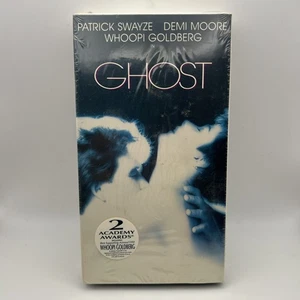 PATRICK SWAYZE DEMI MOORE
WHOOPI GOLDBERG
GHOST
2
ACADEMY
AWARDS®
WHOOPI GOLDBERG